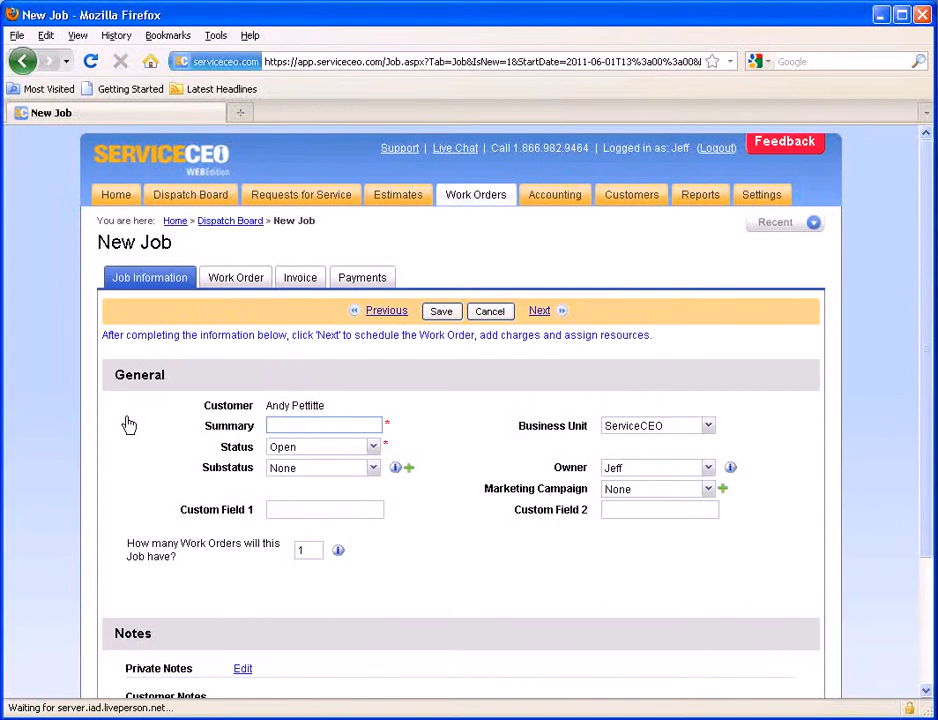 New Job - Mozilla Firefox
File Edit View History Bookmarks Tools Help
serviceceo.com https://app.serviceceo.com/Job.aspx?Tab=Job&IsNew=1&StartDate=2011-06-01T13%3a00%3a00& Google
Most Visited Getting Started Latest Headlines
New Job
Feedback
SERVICECEO
WEBEdition
Support | Live Chat | Call 1.866.982.9464 | Logged in as: Jeff (Logout)
Home Dispatch Board Requests for Service Estimates Work Orders Accounting Customers Reports Settings
You are here: Home » Dispatch Board » New Job
Recent
New Job
Job Information Work Order Invoice Payments
Previous Save Cancel Next
After completing the information below, click 'Next' to schedule the Work Order, add charges and assign resources.
General
Customer Andy Pettitte
Summary * Business Unit ServiceCEO
Status Open *
Substatus None Owner Jeff
Marketing Campaign None
Custom Field 1 Custom Field 2
How many Work Orders will this
Job have? 1
Notes
Private Notes Edit
Customer Notes
Waiting for server.iad.liveperson.net...